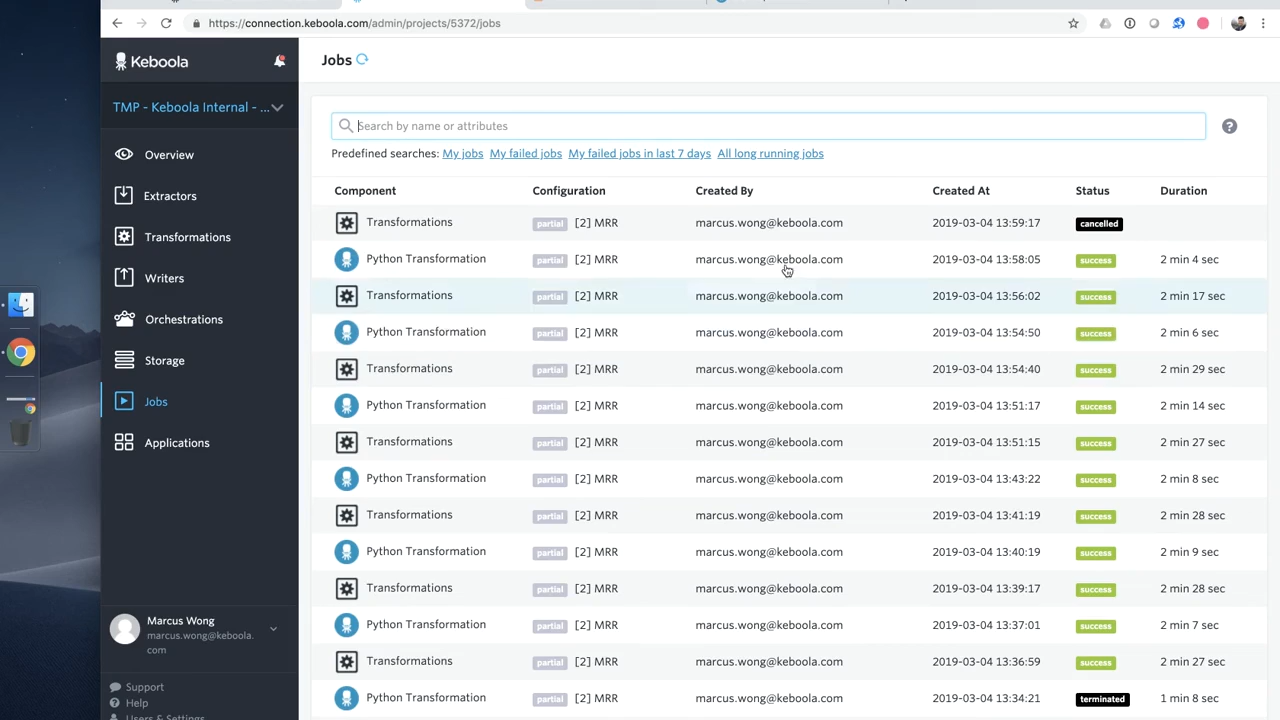 https://connection.keboola.com/admin/projects/5372/jobs
Keboola
Jobs
TMP - Keboola Internal - ...
Overview
Extractors
Transformations
Writers
Orchestrations
Storage
Jobs
Applications
Marcus Wong
marcus.wong@keboola.
com
Support
Help
Users & Settings
Search by name or attributes
?
Predefined searches: My jobs My failed jobs My failed jobs in last 7 days All long running jobs
Component Configuration Created By Created At Status Duration
Transformations partial [2] MRR marcus.wong@keboola.com 2019-03-04 13:59:17 cancelled
Python Transformation partial [2] MRR marcus.wong@keboola.com 2019-03-04 13:58:05 success 2 min 4 sec
Transformations partial [2] MRR marcus.wong@keboola.com 2019-03-04 13:56:02 success 2 min 17 sec
Python Transformation partial [2] MRR marcus.wong@keboola.com 2019-03-04 13:54:50 success 2 min 6 sec
Transformations partial [2] MRR marcus.wong@keboola.com 2019-03-04 13:54:40 success 2 min 29 sec
Python Transformation partial [2] MRR marcus.wong@keboola.com 2019-03-04 13:51:17 success 2 min 14 sec
Transformations partial [2] MRR marcus.wong@keboola.com 2019-03-04 13:51:15 success 2 min 27 sec
Python Transformation partial [2] MRR marcus.wong@keboola.com 2019-03-04 13:43:22 success 2 min 8 sec
Transformations partial [2] MRR marcus.wong@keboola.com 2019-03-04 13:41:19 success 2 min 28 sec
Python Transformation partial [2] MRR marcus.wong@keboola.com 2019-03-04 13:40:19 success 2 min 9 sec
Transformations partial [2] MRR marcus.wong@keboola.com 2019-03-04 13:39:17 success 2 min 28 sec
Python Transformation partial [2] MRR marcus.wong@keboola.com 2019-03-04 13:37:01 success 2 min 7 sec
Transformations partial [2] MRR marcus.wong@keboola.com 2019-03-04 13:36:59 success 2 min 27 sec
Python Transformation partial [2] MRR marcus.wong@keboola.com 2019-03-04 13:34:21 terminated 1 min 8 sec